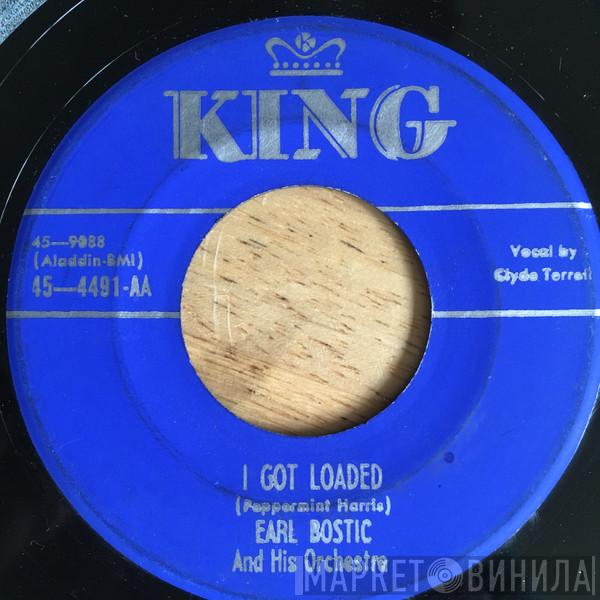 K
KING
45—9088
(Aladdin-BMI)
45—4491-AA
Vocal by
Clyde Terrell
I GOT LOADED
(Peppermint Harris)
EARL BOSTIC
And His Orchestra
МАРКЕТ ВИНИЛА